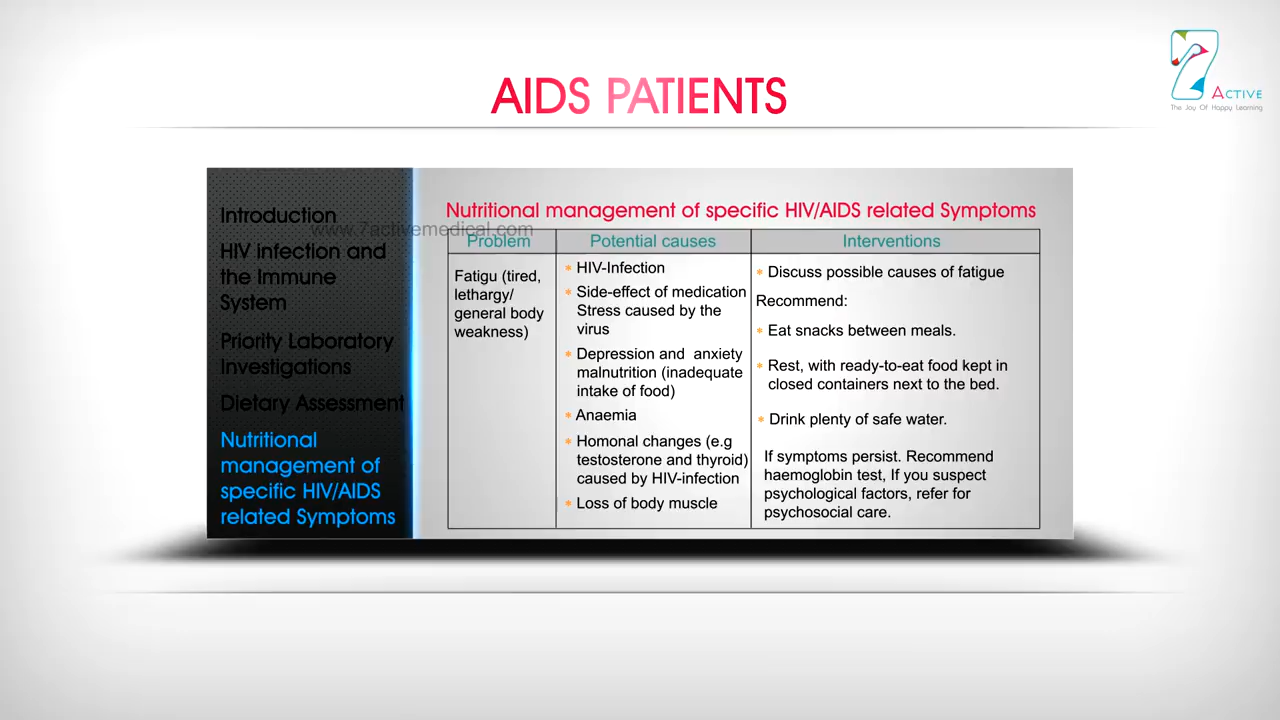 AIDS PATIENTS
7
ACTIVE
The Joy Of Happy Learning
Introduction
HIV infection and
the Immune
System
Priority Laboratory
Investigations
Dietary Assessment
Nutritional
management of
specific HIV/AIDS
related Symptoms
Nutritional management of specific HIV/AIDS related Symptoms
www.7activemedical.com
Problem
Potential causes
Interventions
Fatigu (tired,
lethargy/
general body
weakness)
* HIV-Infection
* Side-effect of medication
Stress caused by the
virus
* Depression and anxiety
malnutrition (inadequate
intake of food)
* Anaemia
* Homonal changes (e.g
testosterone and thyroid)
caused by HIV-infection
* Loss of body muscle
* Discuss possible causes of fatigue
Recommend:
* Eat snacks between meals.
* Rest, with ready-to-eat food kept in
closed containers next to the bed.
* Drink plenty of safe water.
If symptoms persist. Recommend
haemoglobin test, If you suspect
psychological factors, refer for
psychosocial care.